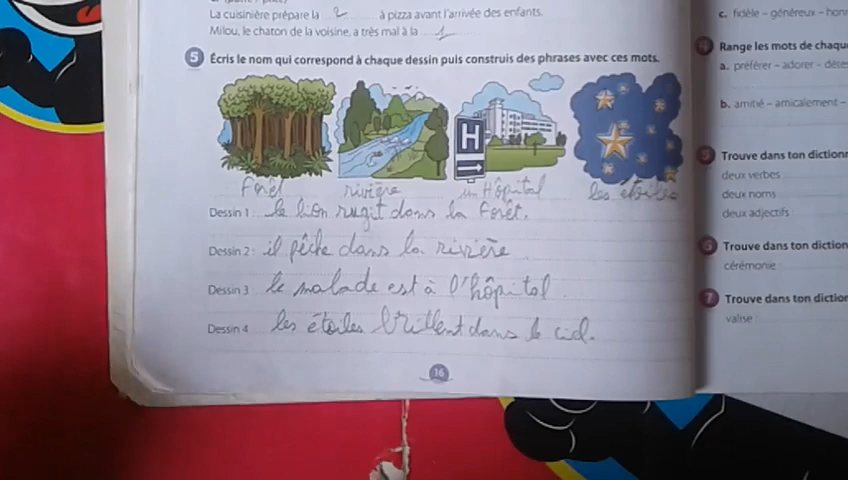 La cuisinière prépare la 2 à pizza avant l'arrivée des enfants.
Milou, le chaton de la voisine, a très mal à la 1
5 Écris le nom qui correspond à chaque dessin puis construis des phrases avec ces mots.
H
Forêt rivière un Hôpital les étoiles
Dessin 1 : le lion rugit dans la Forêt.
Dessin 2 : il pêche dans la rivière
Dessin 3 : le malade est à l'hôpital
Dessin 4 : les étoiles brillent dans le ciel.
16
c. fidèle – généreux –
Range les mots de
a. préférer – adorer –
b. amitié – amicalement –
5 Trouve dans ton
deux verbes
deux noms
deux adjectifs
6 Trouve dans ton
cérémonie
7 Trouve dans ton
valise